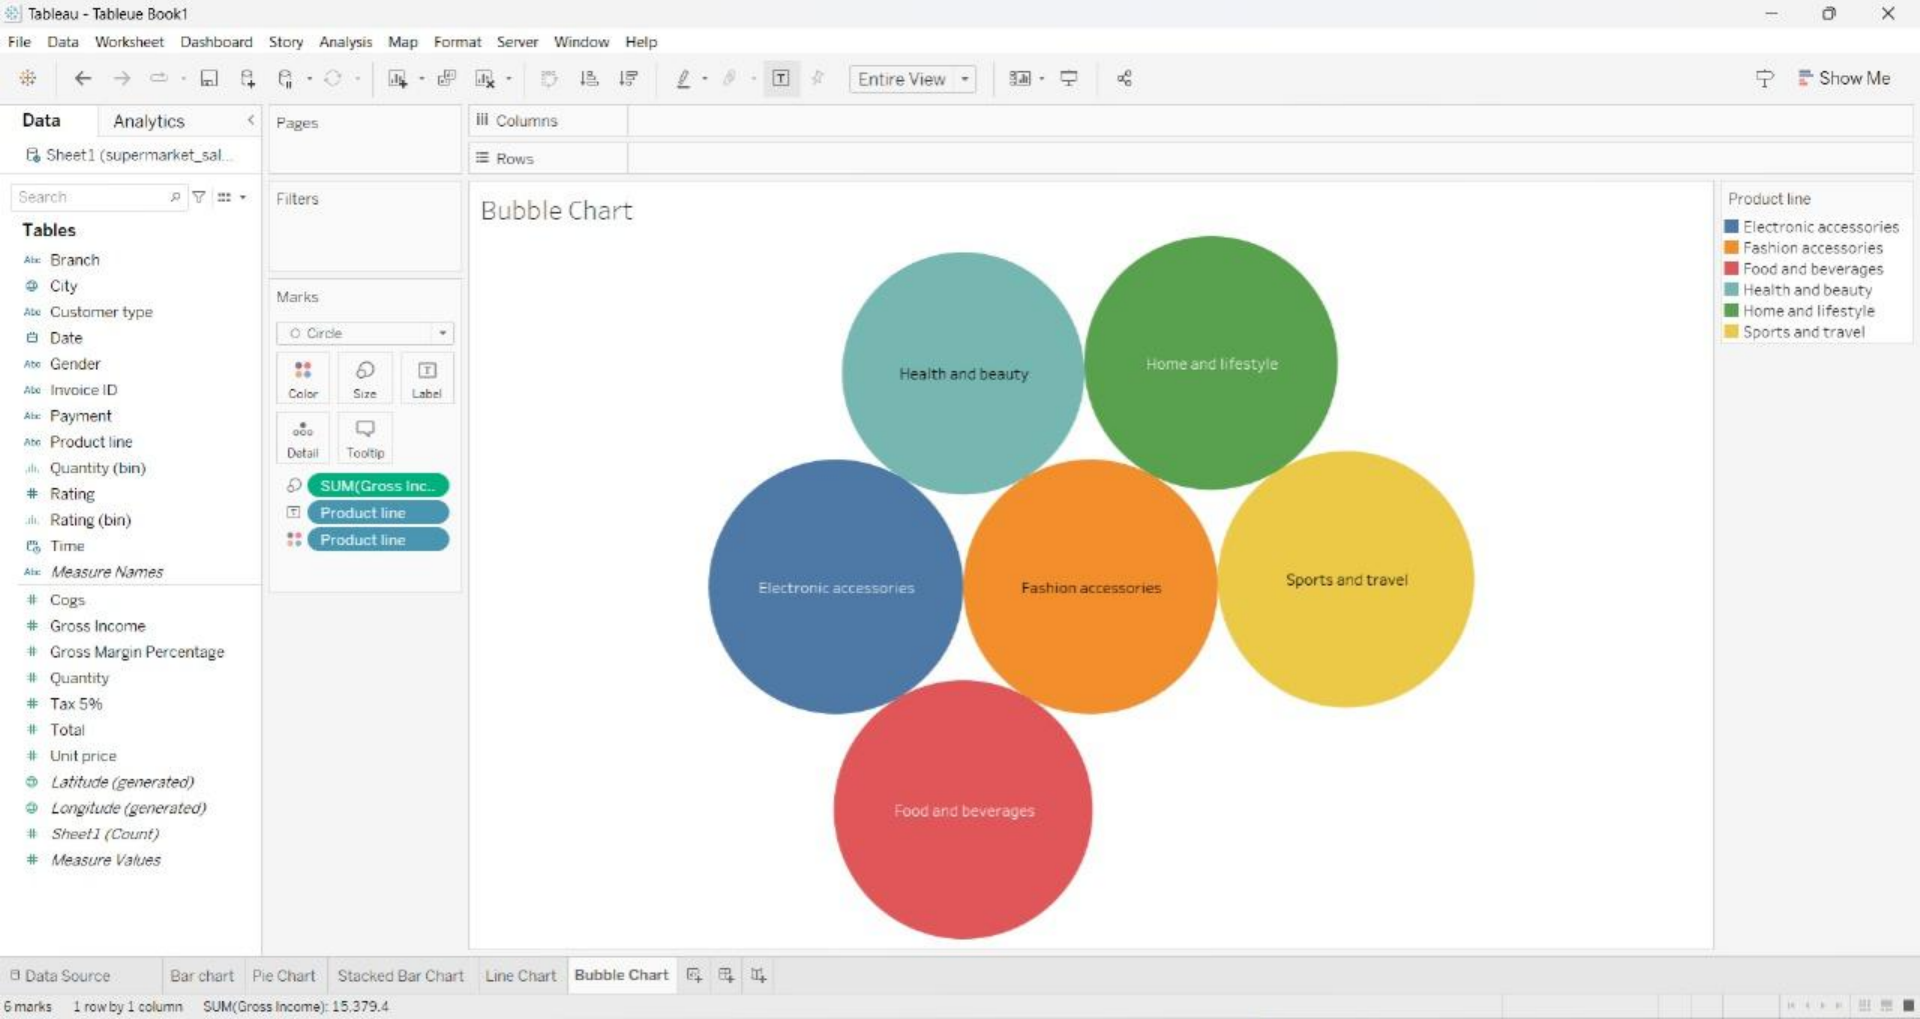 Tableau - Tableue Book1
File Data Worksheet Dashboard Story Analysis Map Format Server Window Help
Entire View
Show Me
Data
Analytics
Sheet1 (supermarket_sal...
Search
Tables
Abc Branch
City
Abc Customer type
Date
Abc Gender
Abc Invoice ID
Abc Payment
Abc Product line
Quantity (bin)
# Rating
Rating (bin)
Time
Abc Measure Names
# Cogs
# Gross Income
# Gross Margin Percentage
# Quantity
# Tax 5%
# Total
# Unit price
Latitude (generated)
Longitude (generated)
# Sheet1 (Count)
# Measure Values
Pages
Filters
Marks
Circle
Color
Size
Label
Detail
Tooltip
SUM(Gross Inc..
Product line
Product line
Columns
Rows
Bubble Chart
Health and beauty
Home and lifestyle
Electronic accessories
Fashion accessories
Sports and travel
Food and beverages
Product line
Electronic accessories
Fashion accessories
Food and beverages
Health and beauty
Home and lifestyle
Sports and travel
Data Source
Bar chart
Pie Chart
Stacked Bar Chart
Line Chart
Bubble Chart
6 marks 1 row by 1 column SUM(Gross Income): 15,379.4